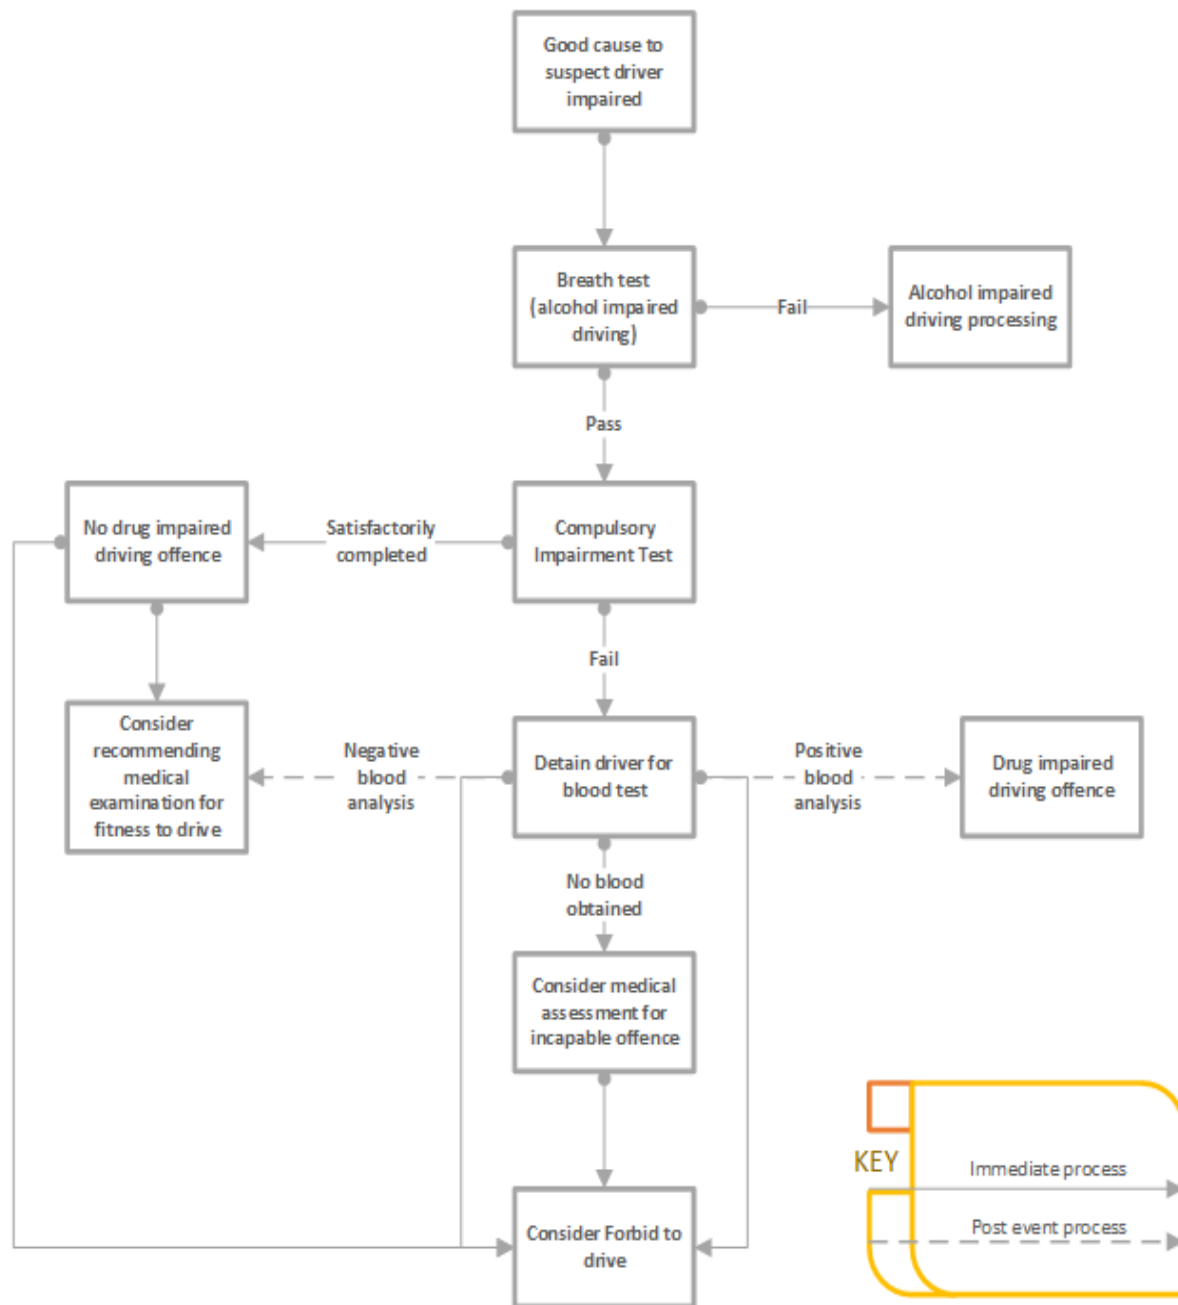 Good cause to
suspect driver
impaired
Breath test
(alcohol impaired
driving)
Fail
Alcohol impaired
driving processing
Pass
No drug impaired
driving offence
Satisfactorily
completed
Compulsory
Impairment Test
Fail
Consider
recommending
medical
examination for
fitness to drive
Negative
blood
analysis
Detain driver for
blood test
Positive
blood
analysis
Drug impaired
driving offence
No blood
obtained
Consider medical
assessment for
incapable offence
KEY
Immediate process
Post event process
Consider Forbid to
drive